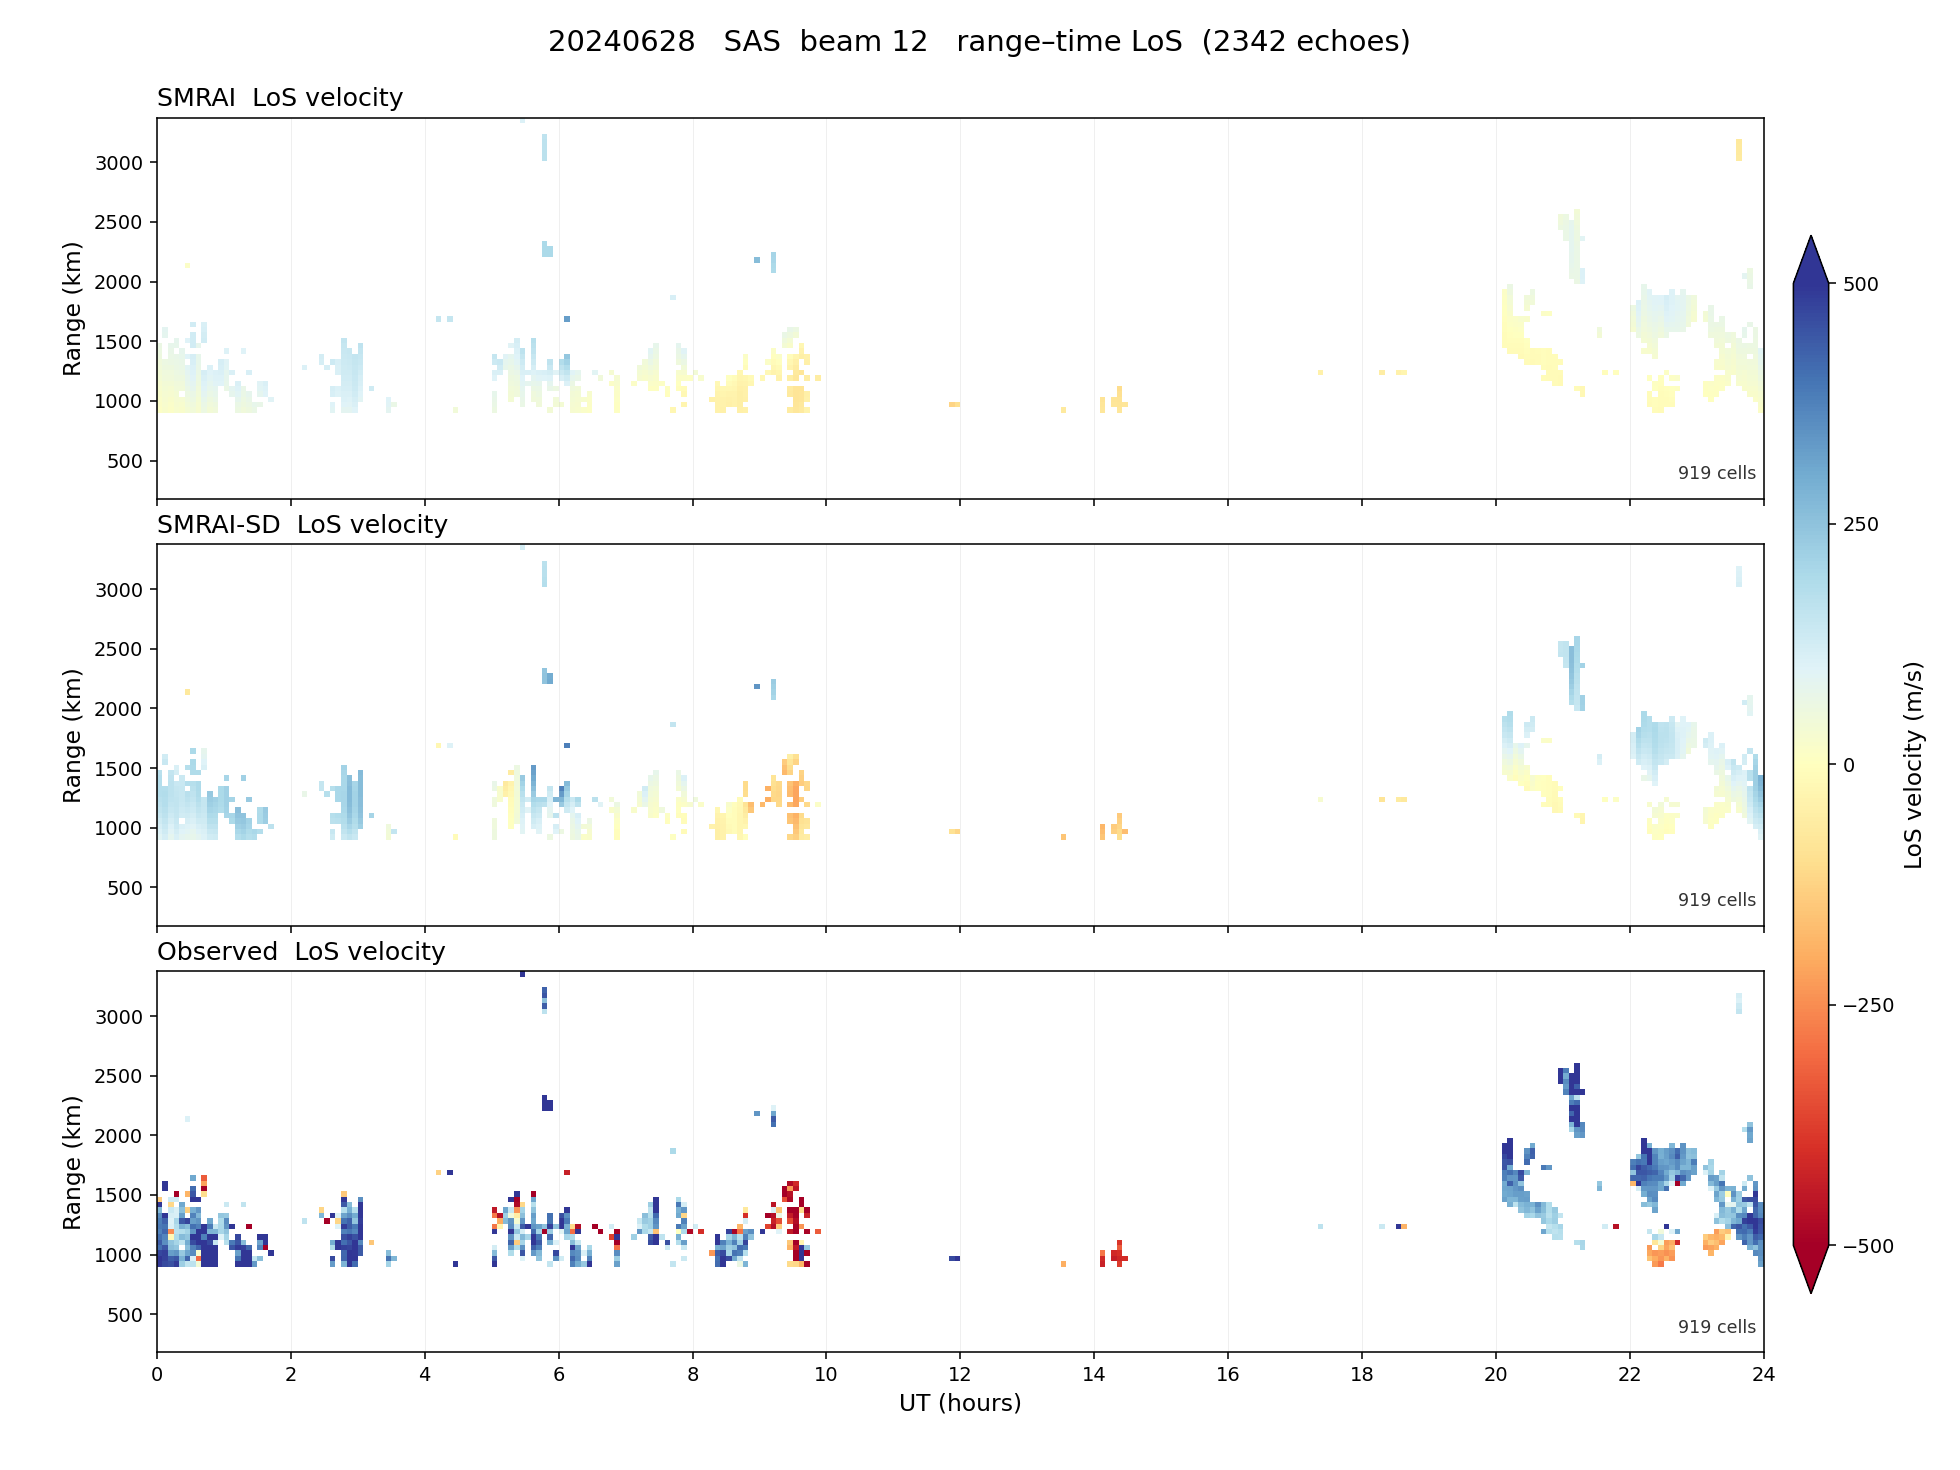 20240628   SAS  beam 12   range–time LoS  (2342 echoes)
SMRAI  LoS velocity
3000
2500
2000
1500
1000
500
Range (km)
919 cells
SMRAI-SD  LoS velocity
3000
2500
2000
1500
1000
500
Range (km)
919 cells
Observed  LoS velocity
3000
2500
2000
1500
1000
500
Range (km)
919 cells
0 2 4 6 8 10 12 14 16 18 20 22 24
UT (hours)
500
250
0
−250
−500
LoS velocity (m/s)